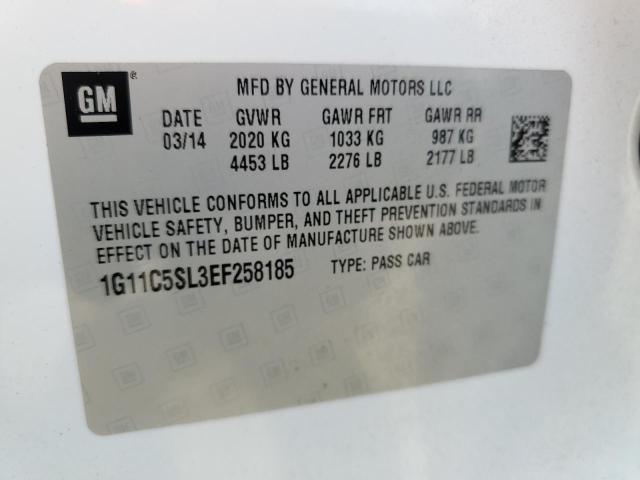 GM®
MFD BY GENERAL MOTORS LLC
DATE GVWR GAWR FRT GAWR RR
03/14 2020 KG 1033 KG 987 KG
4453 LB 2276 LB 2177 LB
THIS VEHICLE CONFORMS TO ALL APPLICABLE U.S. FEDERAL MOTOR
VEHICLE SAFETY, BUMPER, AND THEFT PREVENTION STANDARDS IN
EFFECT ON THE DATE OF MANUFACTURE SHOWN ABOVE.
1G11C5SL3EF258185 TYPE: PASS CAR